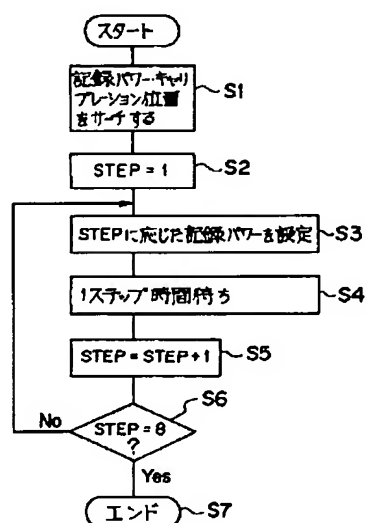 スタート
記録パワー・キャリ
ブレーション位置
をサーチする
S1
STEP = 1
S2
STEPに応じた記録パワーを設定
S3
1ステップ時間待ち
S4
STEP = STEP+1
S5
S6
STEP = 8
?
No
Yes
エンド
S7